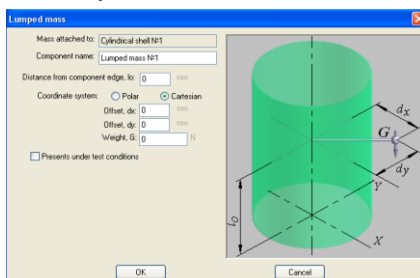 Lumped mass
Mass attached to: Cylindrical shell №1
Component name: Lumped mass №1
Distance from component edge, lo: 0 mm
Coordinate system: Polar Cartesian
Offset, dx: 0 mm
Offset, dy: 0 mm
Weight, G: 0 N
Presents under test conditions
dx
G
dy
Y
lo
X
OK Cancel